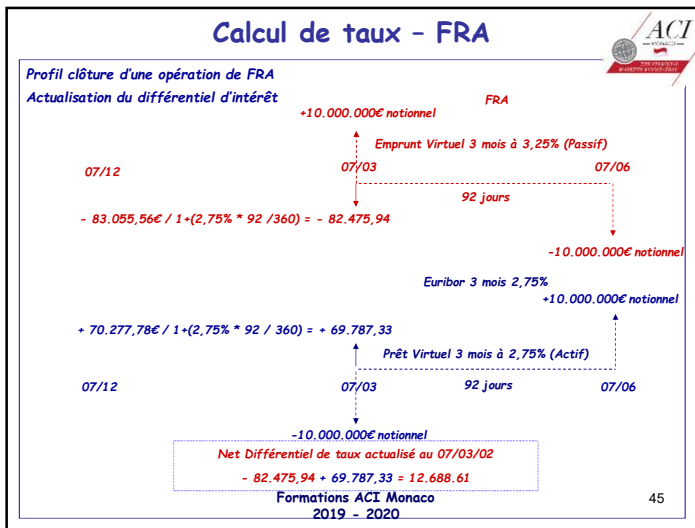 Calcul de taux – FRA
ACI
MONACO
THE FINANCIAL
MARKETS ASSOCIATION
Profil clôture d'une opération de FRA
Actualisation du différentiel d'intérêt
FRA
+10.000.000€ notionnel
Emprunt Virtuel 3 mois à 3,25% (Passif)
07/12 07/03 07/06
92 jours
- 83.055,56€ / 1+(2,75% * 92 /360) = - 82.475,94
-10.000.000€ notionnel
Euribor 3 mois 2,75%
+10.000.000€ notionnel
+ 70.277,78€ / 1+(2,75% * 92 / 360) = + 69.787,33
Prêt Virtuel 3 mois à 2,75% (Actif)
07/12 07/03 92 jours 07/06
-10.000.000€ notionnel
Net Différentiel de taux actualisé au 07/03/02
- 82.475,94 + 69.787,33 = 12.688.61
Formations ACI Monaco
2019 - 2020
45